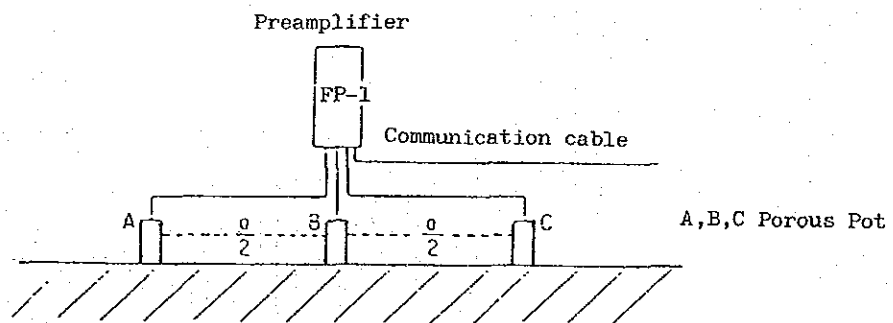 Preamplifier
FP-1
Communication cable
A
a/2
B
a/2
C
A,B,C Porous Pot